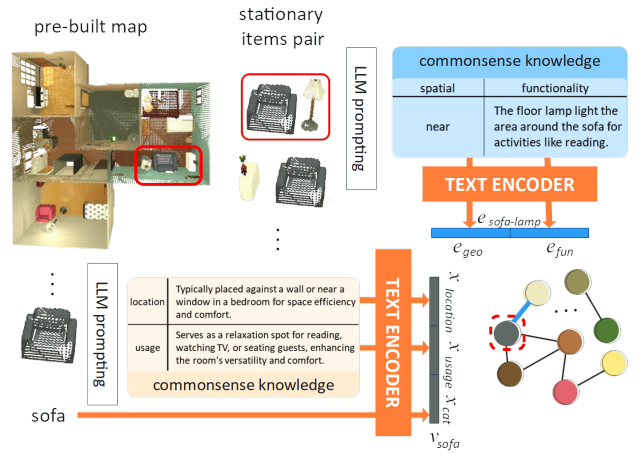 pre-built map
stationary
items pair
LLM prompting
commonsense knowledge
spatial
functionality
near
The floor lamp light the
area around the sofa for
activities like reading.
TEXT ENCODER
e sofa-lamp
e geo
e fun
LLM prompting
location
Typically placed against a wall or near a
window in a bedroom for space efficiency
and comfort.
usage
Serves as a relaxation spot for reading,
watching TV, or seating guests, enhancing
the room's versatility and comfort.
commonsense knowledge
TEXT ENCODER
x location
x usage
x cat
sofa
v sofa